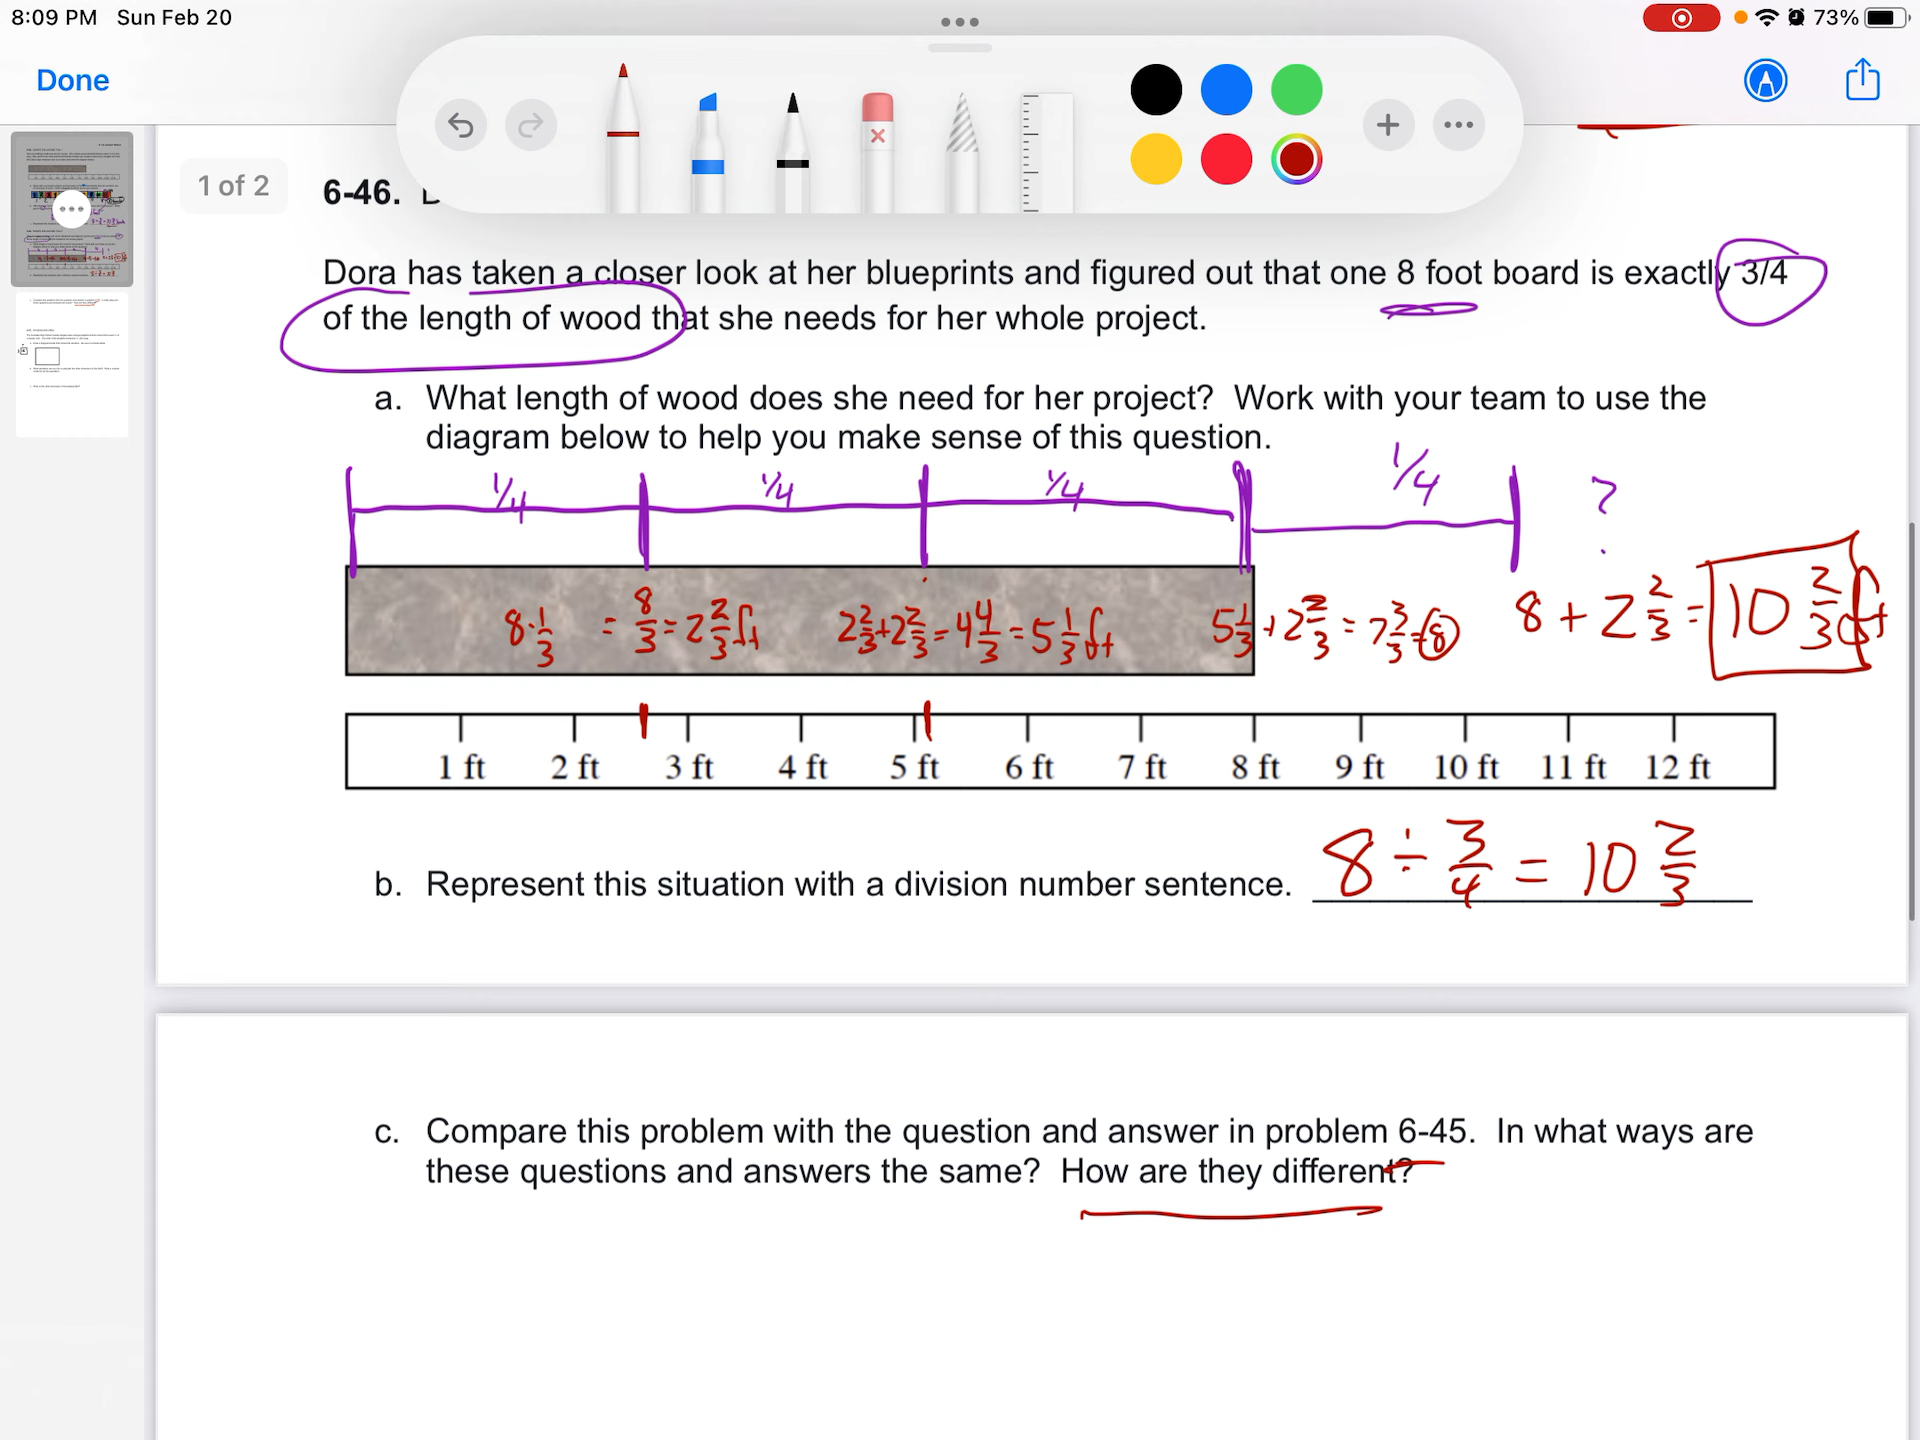 8:09 PM Sun Feb 20
73%
Done
1 of 2
6-46.
Dora has taken a closer look at her blueprints and figured out that one 8 foot board is exactly 3/4
of the length of wood that she needs for her whole project.
a. What length of wood does she need for her project? Work with your team to use the
diagram below to help you make sense of this question.
1/4 1/4 1/4 1/4 ?
8·1/3 = 8/3 = 2 2/3 ft 2 2/3 + 2 2/3 = 4 4/3 = 5 1/3 ft 5 1/3 + 2 2/3 = 7 3/3 = 8 8 + 2 2/3 = 10 2/3 ft
1 ft 2 ft 3 ft 4 ft 5 ft 6 ft 7 ft 8 ft 9 ft 10 ft 11 ft 12 ft
b. Represent this situation with a division number sentence. 8 ÷ 3/4 = 10 2/3
c. Compare this problem with the question and answer in problem 6-45. In what ways are
these questions and answers the same? How are they different?